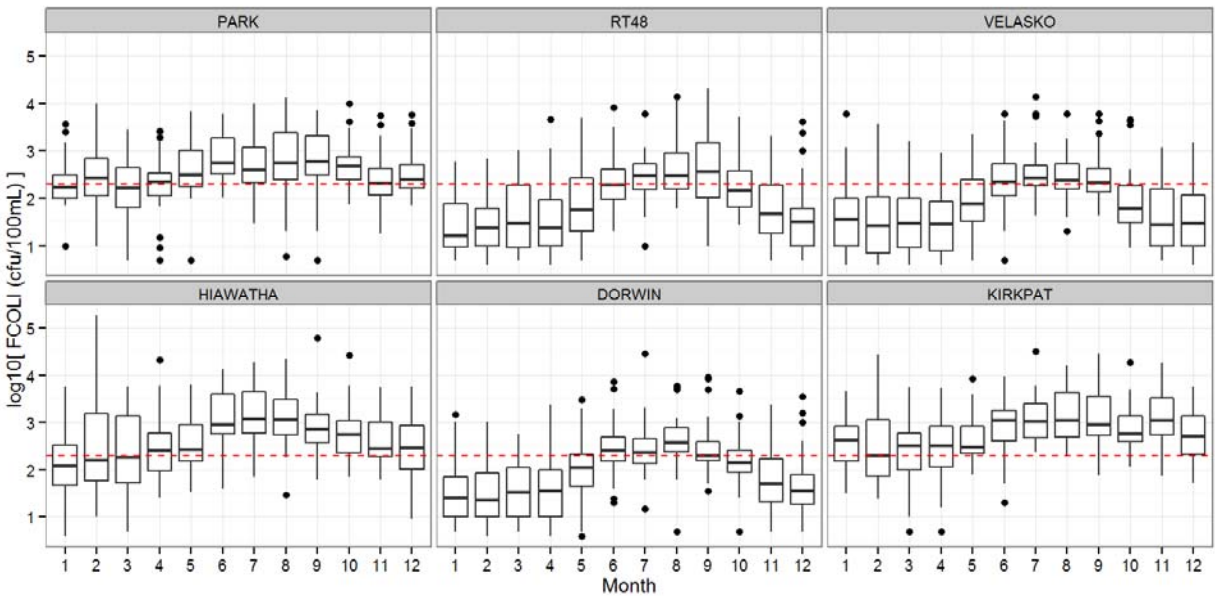 PARK RT48 VELASKO
5
4
3
2
1
HIAWATHA DORWIN KIRKPAT
5
4
3
2
1
log10[ FCOLI (cfu/100mL) ]
1 2 3 4 5 6 7 8 9 10 11 12 1 2 3 4 5 6 7 8 9 10 11 12 1 2 3 4 5 6 7 8 9 10 11 12
Month